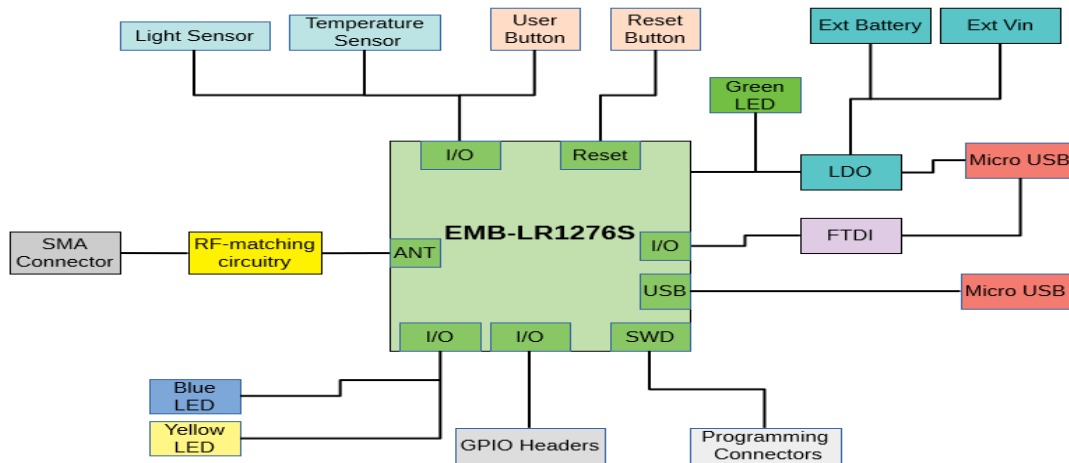 Light Sensor
Temperature
Sensor
User
Button
Reset
Button
Ext Battery
Ext Vin
Green
LED
I/O
Reset
LDO
Micro USB
EMB-LR1276S
SMA
Connector
RF-matching
circuitry
ANT
I/O
FTDI
USB
Micro USB
I/O
I/O
SWD
Blue
LED
Yellow
LED
GPIO Headers
Programming
Connectors